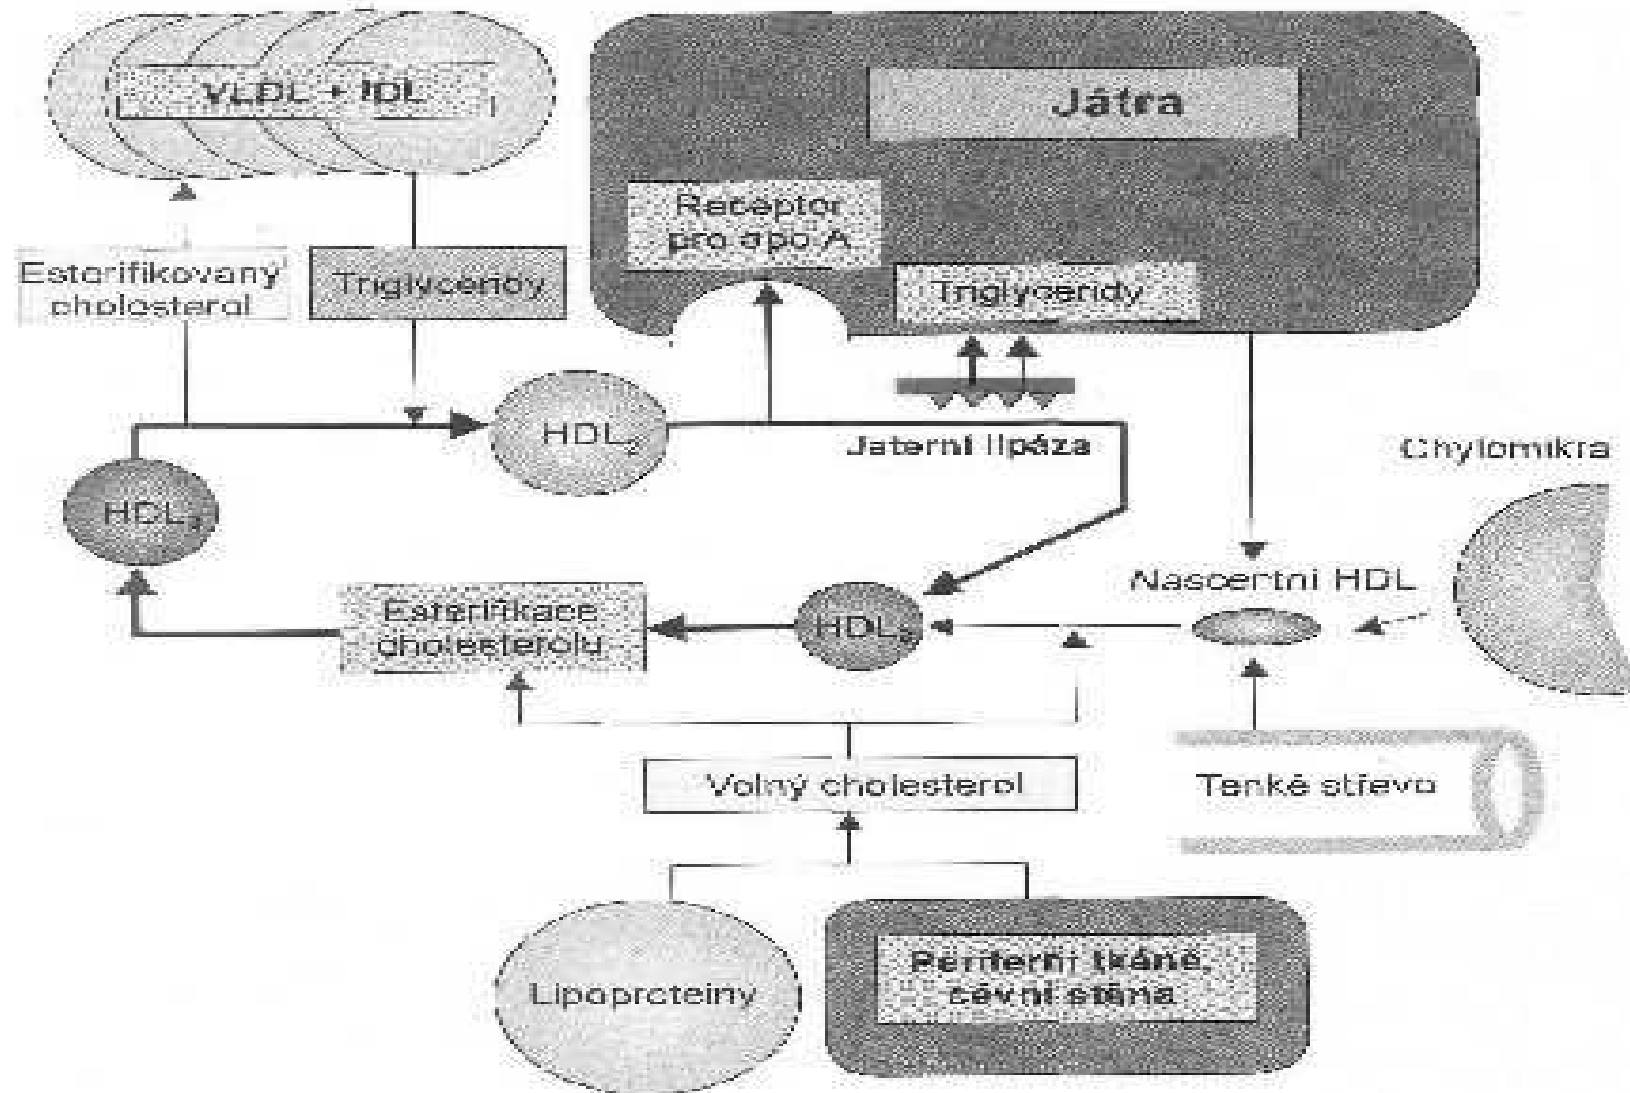 VLDL + IDL
Játra
Receptor
pro apo A
Esterifikovaný
cholesterol
Triglyceridy
Triglyceridy
HDL2
Jaterní lipáza
Chylomikra
HDL3
Nascentní HDL
Esterifikace
cholesterolu
HDL3
Volný cholesterol
Tenké střevo
Lipoproteiny
Periferní tkáně,
cévní stěna